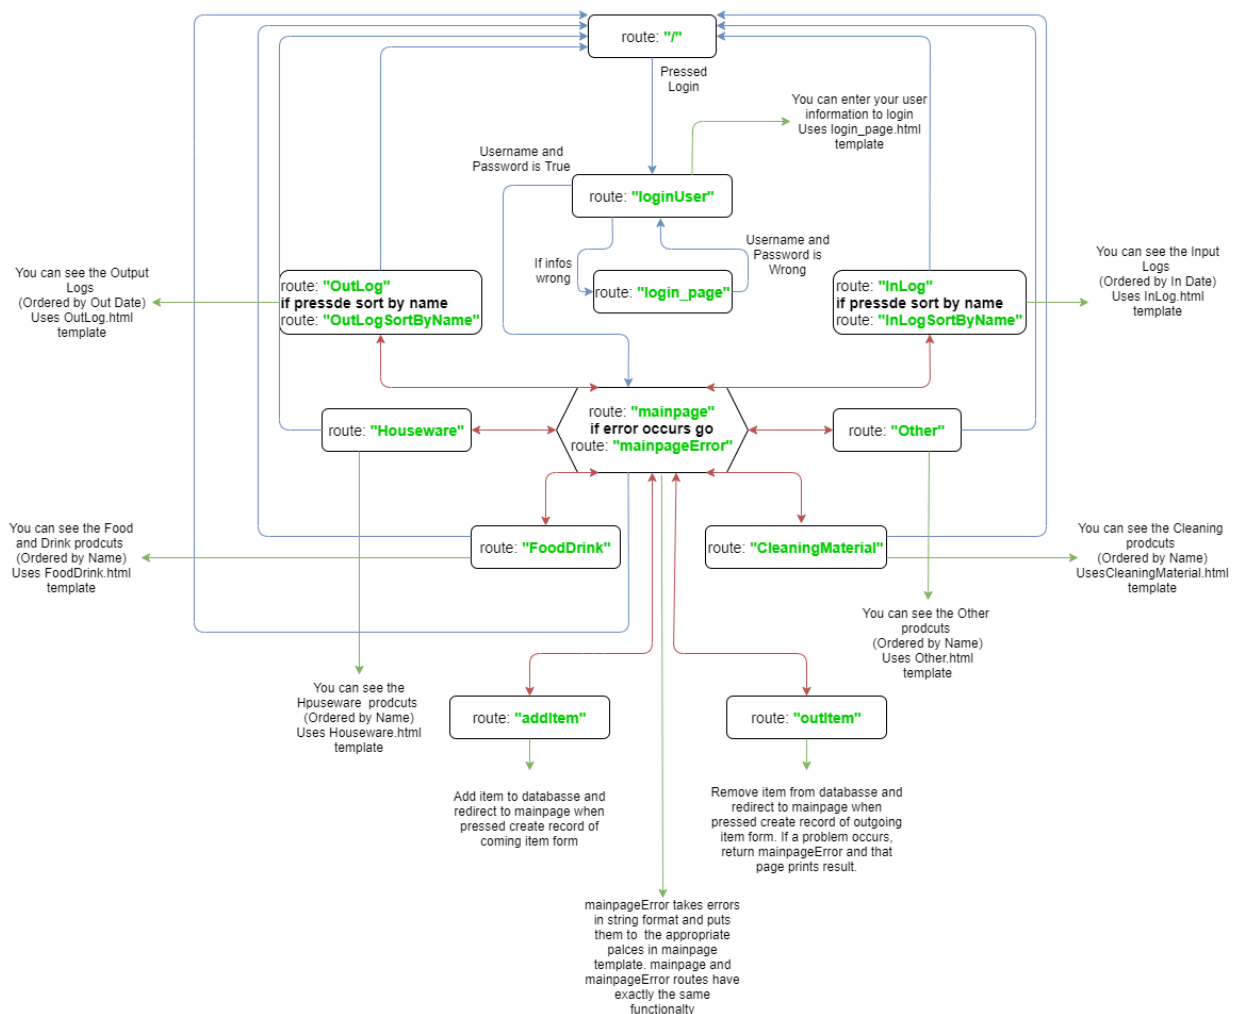 route: "/"
Pressed
Login
You can enter your user
information to login
Uses login_page.html
template
Username and
Password is True
route: "loginUser"
Username and
Password is
Wrong
If infos
wrong
route: "login_page"
You can see the Output
Logs
(Ordered by Out Date)
Uses OutLog.html
template
route: "OutLog"
if pressde sort by name
route: "OutLogSortByName"
route: "InLog"
if pressde sort by name
route: "InLogSortByName"
You can see the Input
Logs
(Ordered by In Date)
Uses InLog.html
template
route: "Houseware"
route: "mainpage"
if error occurs go
route: "mainpageError"
route: "Other"
You can see the Food
and Drink prodcuts
(Ordered by Name)
Uses FoodDrink.html
template
route: "FoodDrink"
route: "CleaningMaterial"
You can see the Cleaning
prodcuts
(Ordered by Name)
UsesCleaningMaterial.html
template
You can see the Other
prodcuts
(Ordered by Name)
Uses Other.html
template
You can see the
Hpuseware  prodcuts
(Ordered by Name)
Uses Houseware.html
template
route: "addItem"
route: "outItem"
Add item to databasse and
redirect to mainpage when
pressed create record of
coming item form
Remove item from databasse and
redirect to mainpage when
pressed create record of outgoing
item form. If a problem occurs,
return mainpageError and that
page prints result.
mainpageError takes errors
in string format and puts
them to  the appropriate
palces in mainpage
template. mainpage and
mainpageError routes have
exactly the same
functionalty